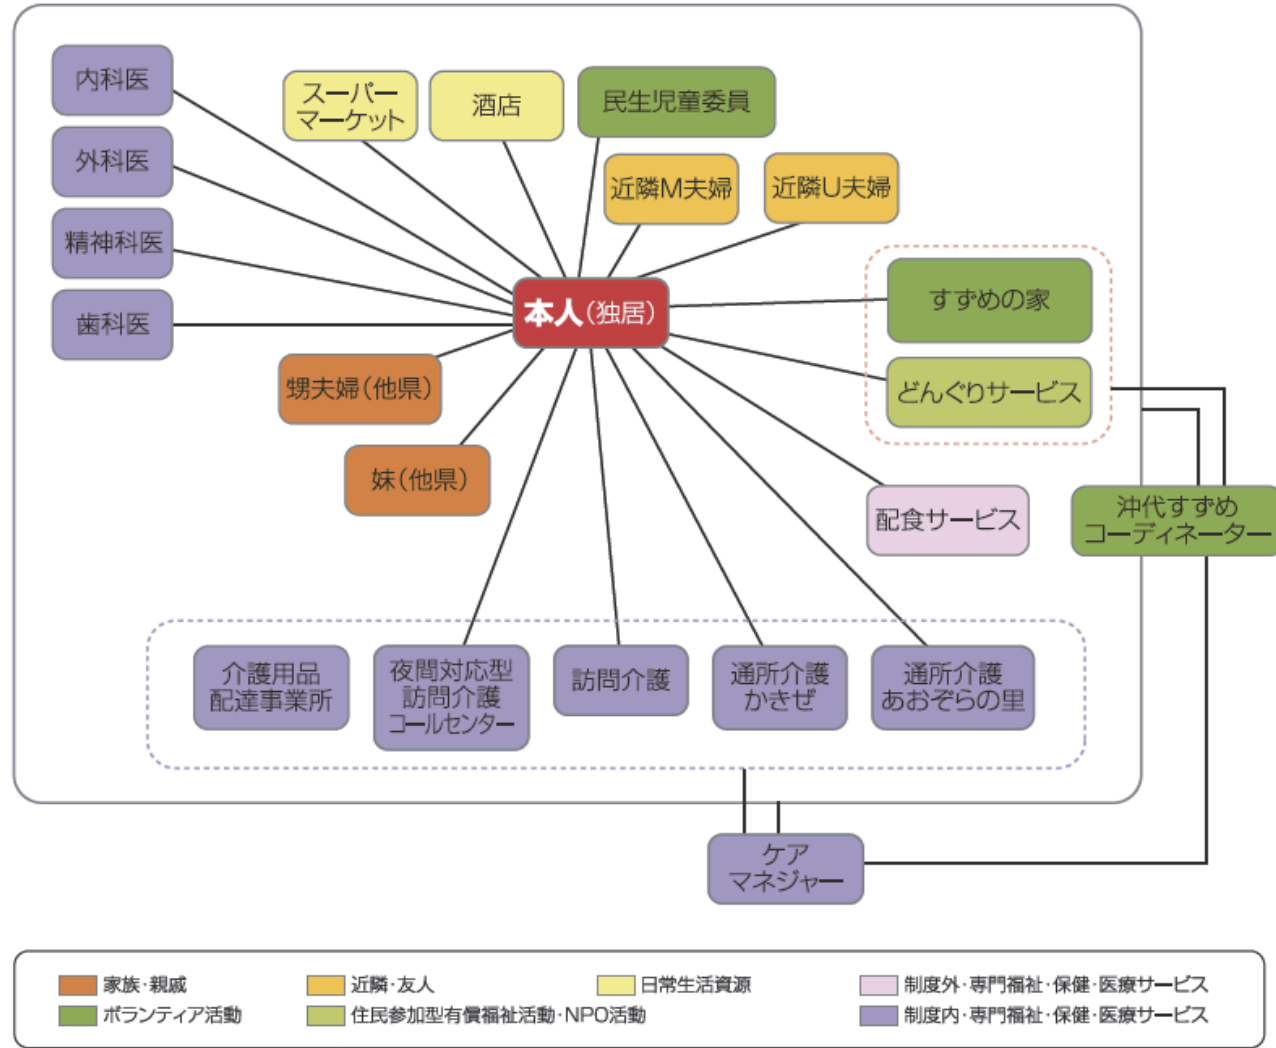 内科医
外科医
精神科医
歯科医
スーパー
マーケット
酒店
民生児童委員
近隣M夫婦
近隣U夫婦
本人(独居)
すずめの家
どんぐりサービス
甥夫婦(他県)
妹(他県)
配食サービス
沖代すずめ
コーディネーター
介護用品
配達事業所
夜間対応型
訪問介護
コールセンター
訪問介護
通所介護
かきぜ
通所介護
あおぞらの里
ケア
マネジャー
家族・親戚
近隣・友人
日常生活資源
制度外・専門福祉・保健・医療サービス
ボランティア活動
住民参加型有償福祉活動・NPO活動
制度内・専門福祉・保健・医療サービス